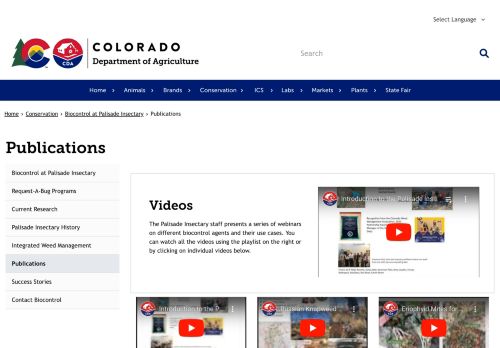 Select Language
COLORADO
Department of Agriculture
CDA
Search
Home
Animals
Brands
Conservation
ICS
Labs
Markets
Plants
State Fair
Home › Conservation › Biocontrol at Palisade Insectary › Publications
Publications
Biocontrol at Palisade Insectary
Request-A-Bug Programs
Current Research
Palisade Insectary History
Integrated Weed Management
Publications
Success Stories
Contact Biocontrol
Videos
The Palisade Insectary staff presents a series of webinars
on different biocontrol agents and their use cases. You
can watch all the videos using the playlist on the right or
by clicking on individual videos below.
Introduction to the Palisade Inse
Introduction to the P
Russian Knapweed
Eriophyid Mites for